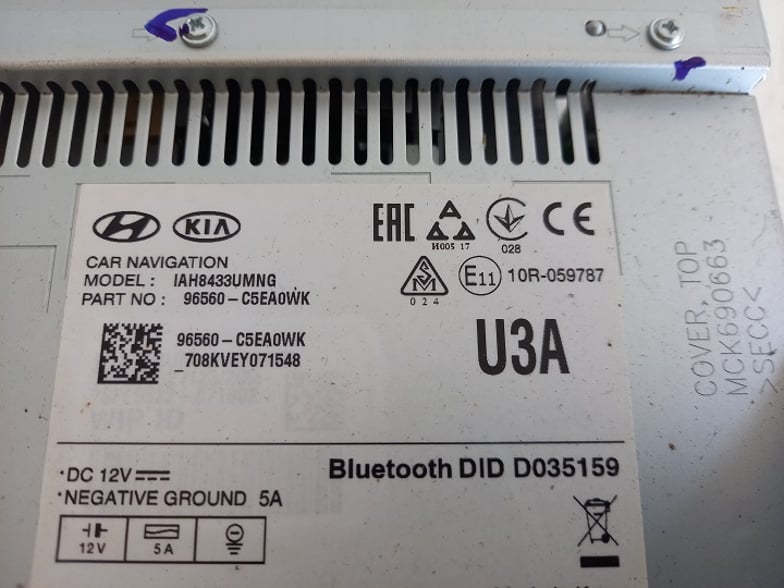 KIA
EAC
H005 17
028
CE
CAR NAVIGATION
MODEL : IAH8433UMNG
PART NO : 96560-C5EA0WK
SM
024
E11 10R-059787
96560-C5EA0WK
_708KVEY071548
U3A
COVER, TOP
MCK690663
>SECC<
*DC 12V
*NEGATIVE GROUND 5A
Bluetooth DID D035159
12V
5A